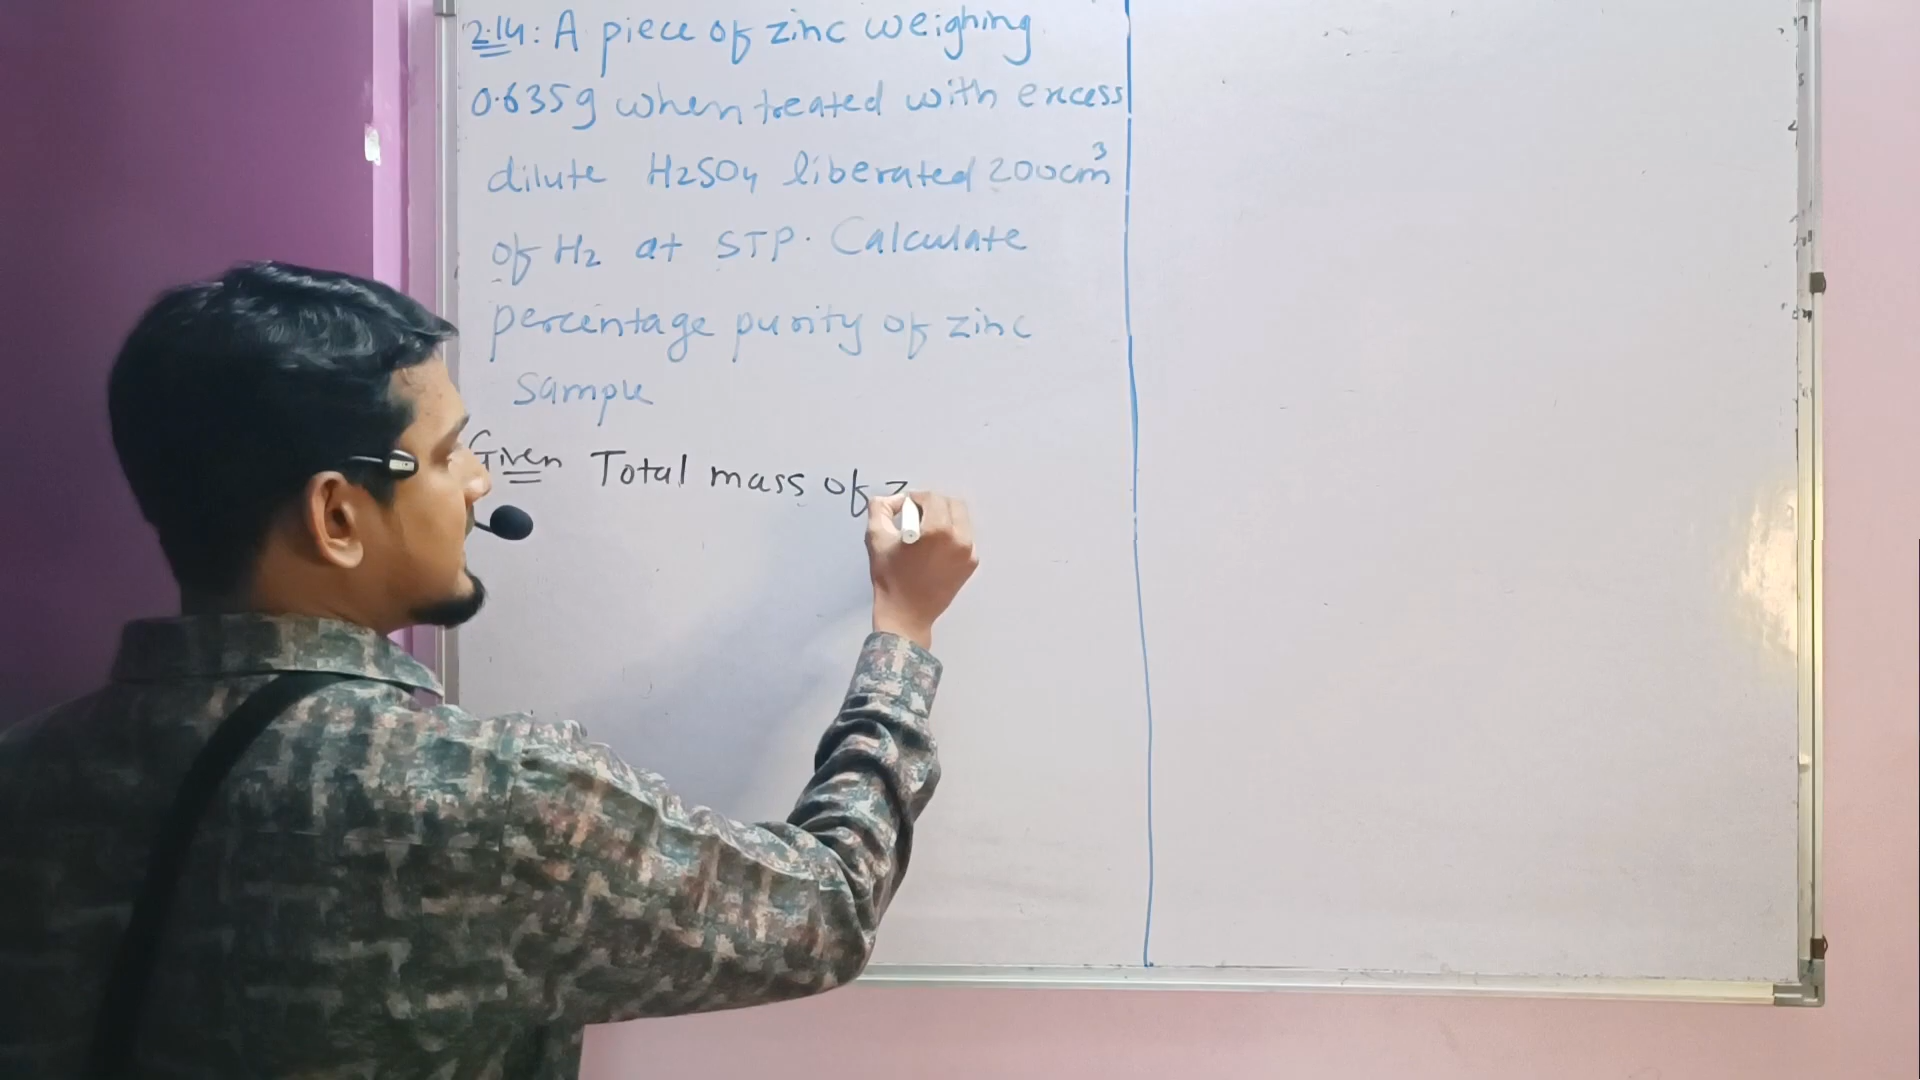 2.14: A piece of zinc weighing
0.635g when treated with excess
dilute H2SO4 liberated 200cm³
of H2 at STP. Calculate
percentage purity of zinc
sample
Given Total mass of z